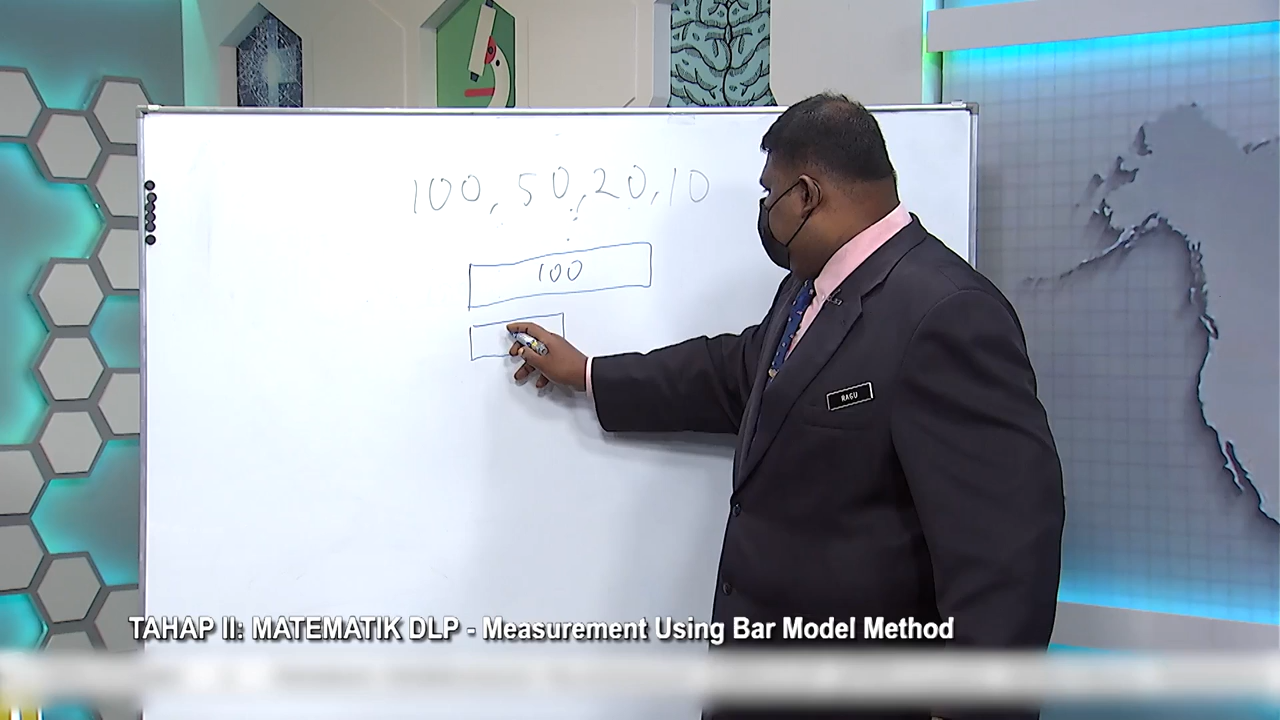 100, 50, 20, 10
100
RAGU
TAHAP II: MATEMATIK DLP - Measurement Using Bar Model Method